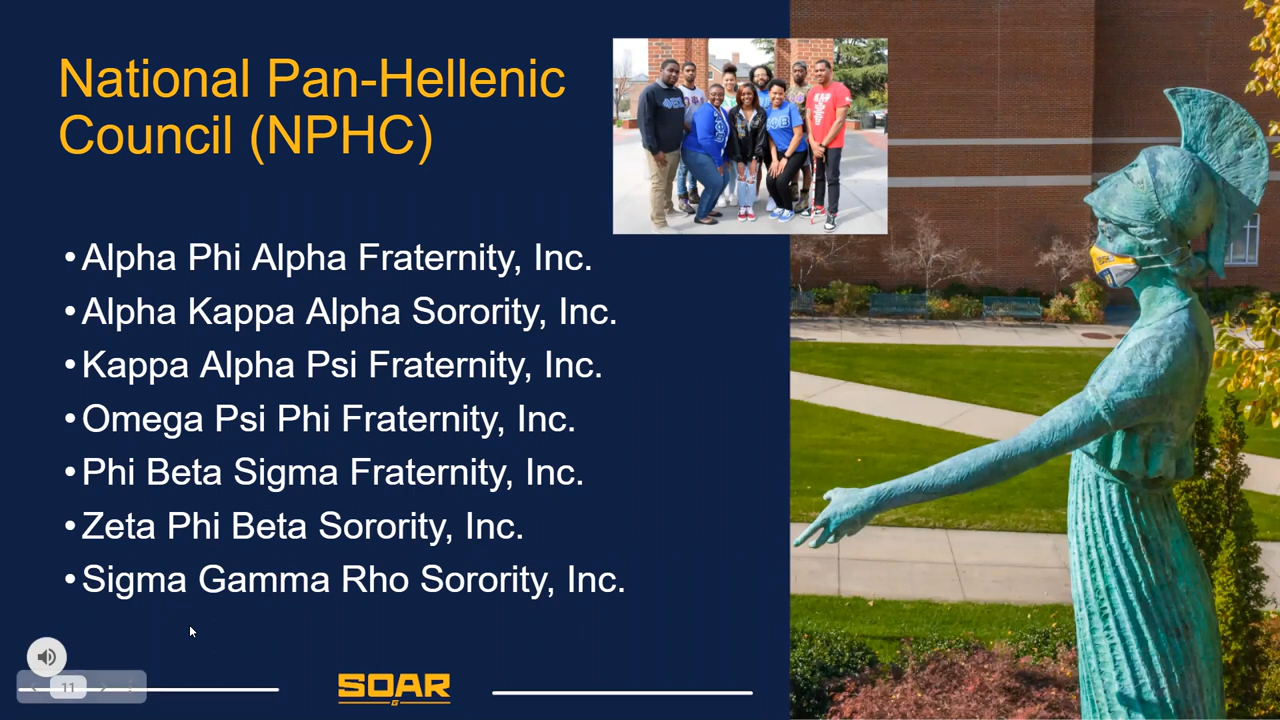 National Pan-Hellenic
Council (NPHC)
•Alpha Phi Alpha Fraternity, Inc.
•Alpha Kappa Alpha Sorority, Inc.
•Kappa Alpha Psi Fraternity, Inc.
•Omega Psi Phi Fraternity, Inc.
•Phi Beta Sigma Fraternity, Inc.
•Zeta Phi Beta Sorority, Inc.
•Sigma Gamma Rho Sorority, Inc.
11
SOAR
G